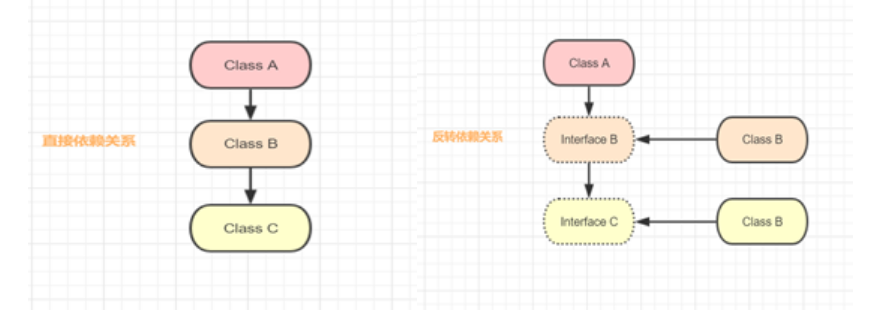 Class A
直接依赖关系
Class B
Class C
Class A
反转依赖关系
Interface B
Class B
Interface C
Class B